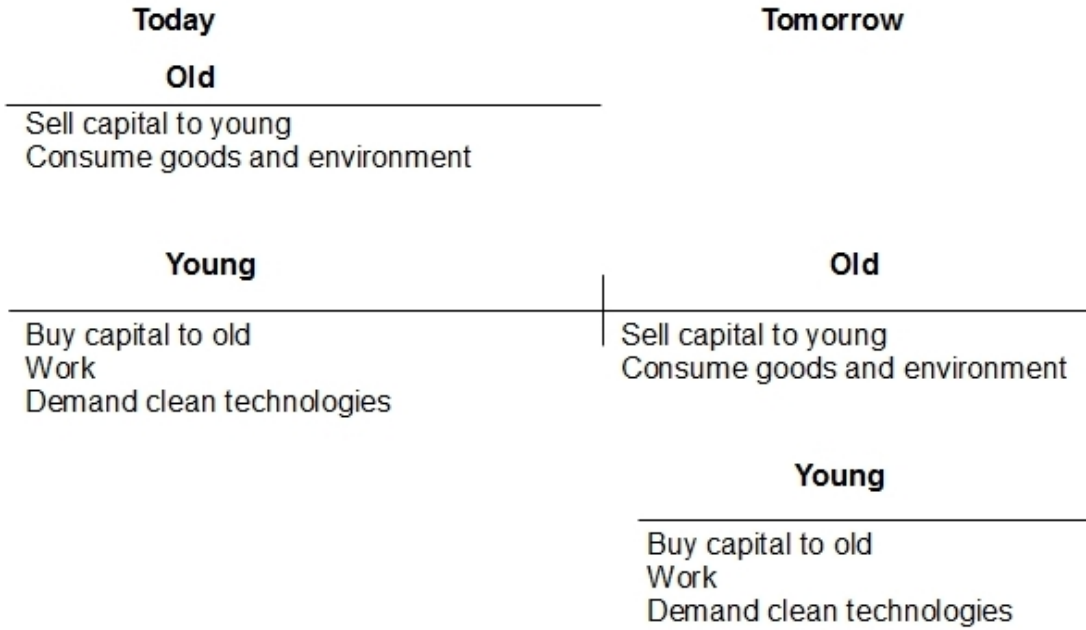 Today
Tomorrow
Old
Sell capital to young
Consume goods and environment
Young
Old
Buy capital to old
Work
Demand clean technologies
Sell capital to young
Consume goods and environment
Young
Buy capital to old
Work
Demand clean technologies